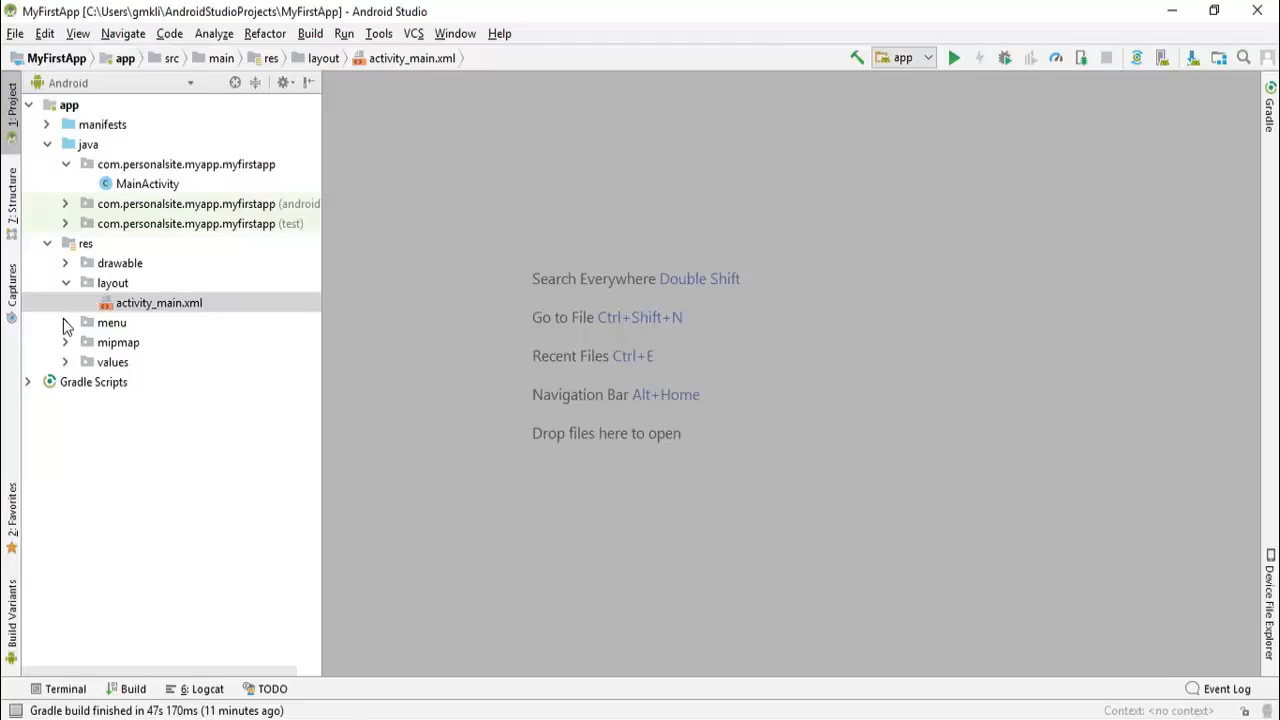 MyFirstApp [C:\Users\gmkli\AndroidStudioProjects\MyFirstApp] - Android Studio
File Edit View Navigate Code Analyze Refactor Build Run Tools VCS Window Help
MyFirstApp app src main res layout activity_main.xml
app
1: Project
7: Structure
Captures
2: Favorites
Build Variants
Android
app
manifests
java
com.personalsite.myapp.myfirstapp
MainActivity
com.personalsite.myapp.myfirstapp (android
com.personalsite.myapp.myfirstapp (test)
res
drawable
layout
activity_main.xml
menu
mipmap
values
Gradle Scripts
Search Everywhere Double Shift
Go to File Ctrl+Shift+N
Recent Files Ctrl+E
Navigation Bar Alt+Home
Drop files here to open
Gradle
Device File Explorer
Terminal Build 6: Logcat TODO
Event Log
Gradle build finished in 47s 170ms (11 minutes ago)
Context: <no context>